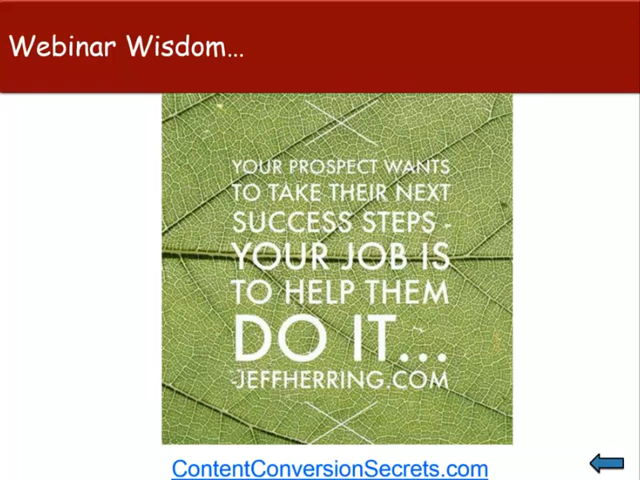 Webinar Wisdom...
YOUR PROSPECT WANTS
TO TAKE THEIR NEXT
SUCCESS STEPS -
YOUR JOB IS
TO HELP THEM
DO IT...
-JEFFHERRING.COM
ContentConversionSecrets.com